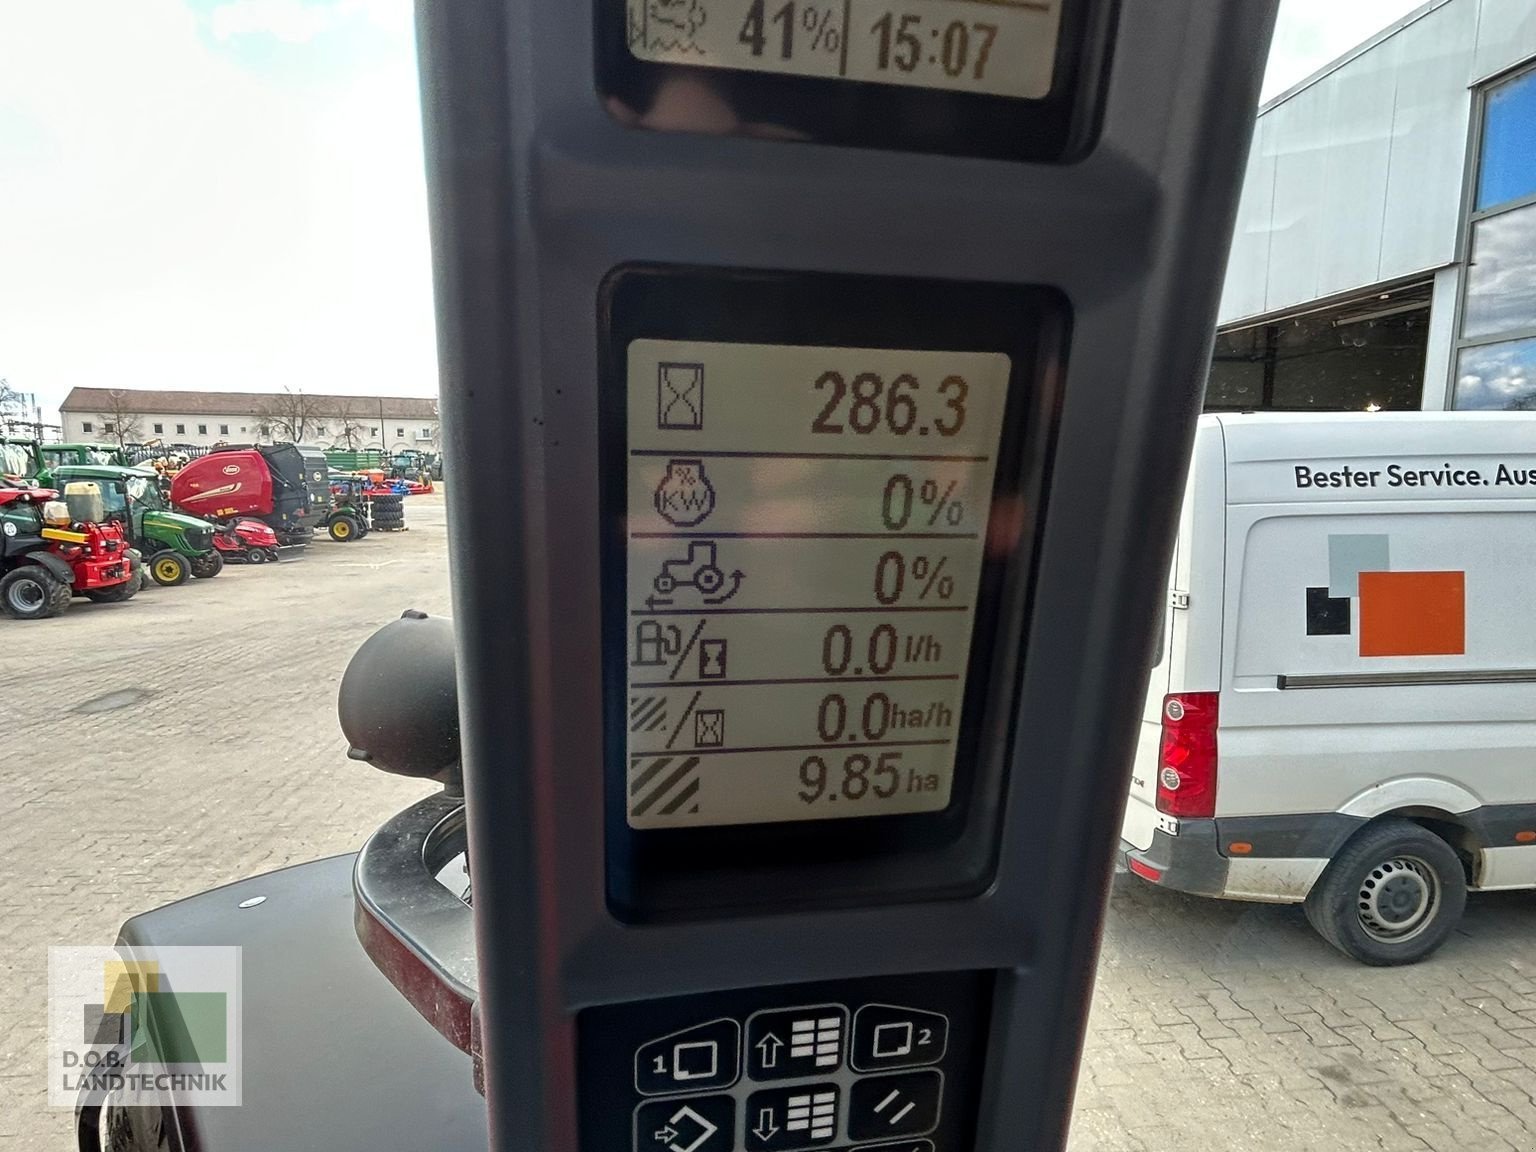 41% 15:07
286.3
% KW 0%
0%
0.0 l/h
0.0 ha/h
9.85 ha
1 2
Bester Service. Aus
D.O.B.
LANDTECHNIK